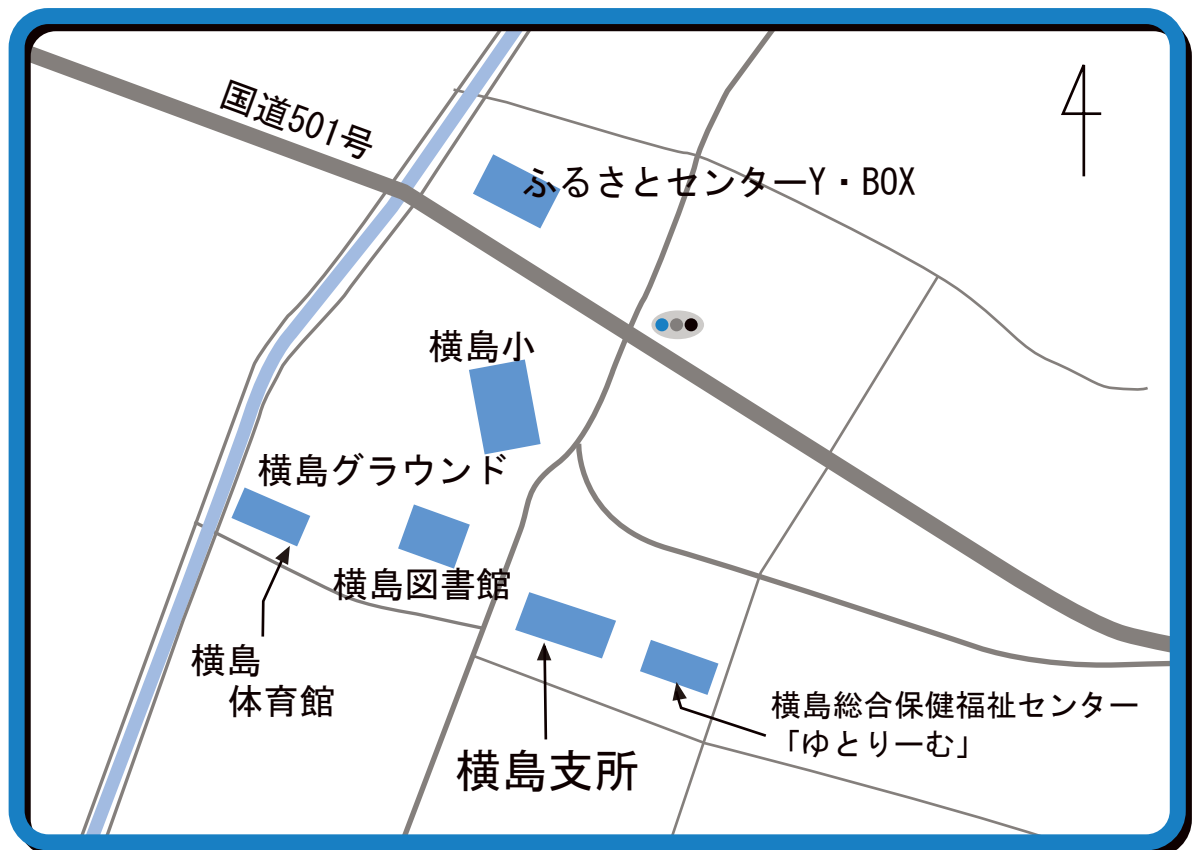 国道501号
ふるさとセンターY・BOX
横島小
横島グラウンド
横島図書館
横島
体育館
横島支所
横島総合保健福祉センター
「ゆとりーむ」